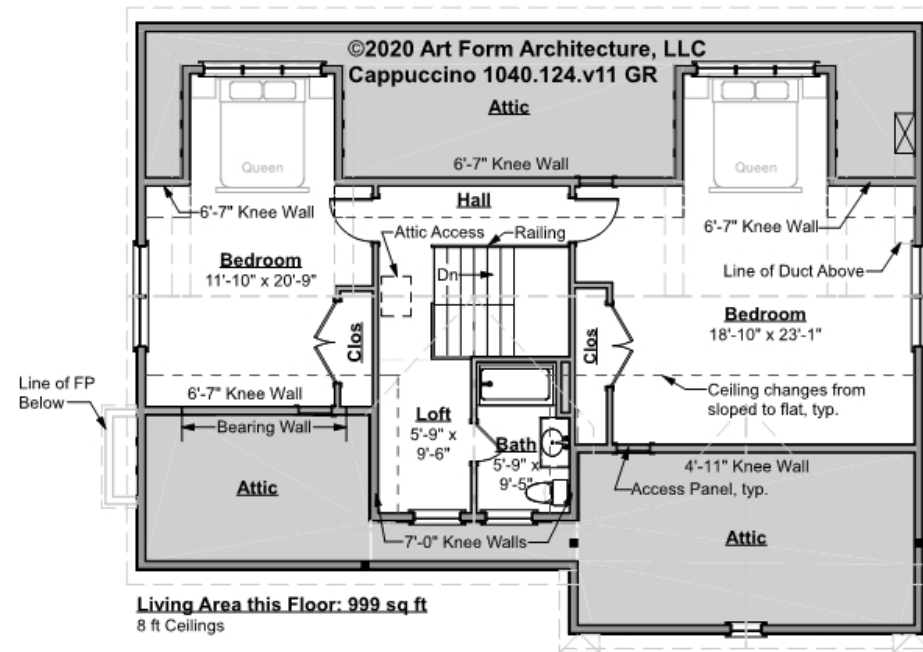 ©2020 Art Form Architecture, LLC
Cappuccino 1040.124.v11 GR
Attic
Queen
Queen
6'-7" Knee Wall
6'-7" Knee Wall
Hall
6'-7" Knee Wall
Attic Access
Railing
Bedroom
11'-10" x 20'-9"
Dn
Line of Duct Above
Bedroom
18'-10" x 23'-1"
Clos
Clos
Line of FP
Below
6'-7" Knee Wall
Ceiling changes from
sloped to flat, typ.
Bearing Wall
Loft
5'-9" x
9'-6"
Bath
5'-9" x
9'-5"
4'-11" Knee Wall
Access Panel, typ.
Attic
7'-0" Knee Walls
Attic
Living Area this Floor: 999 sq ft
8 ft Ceilings